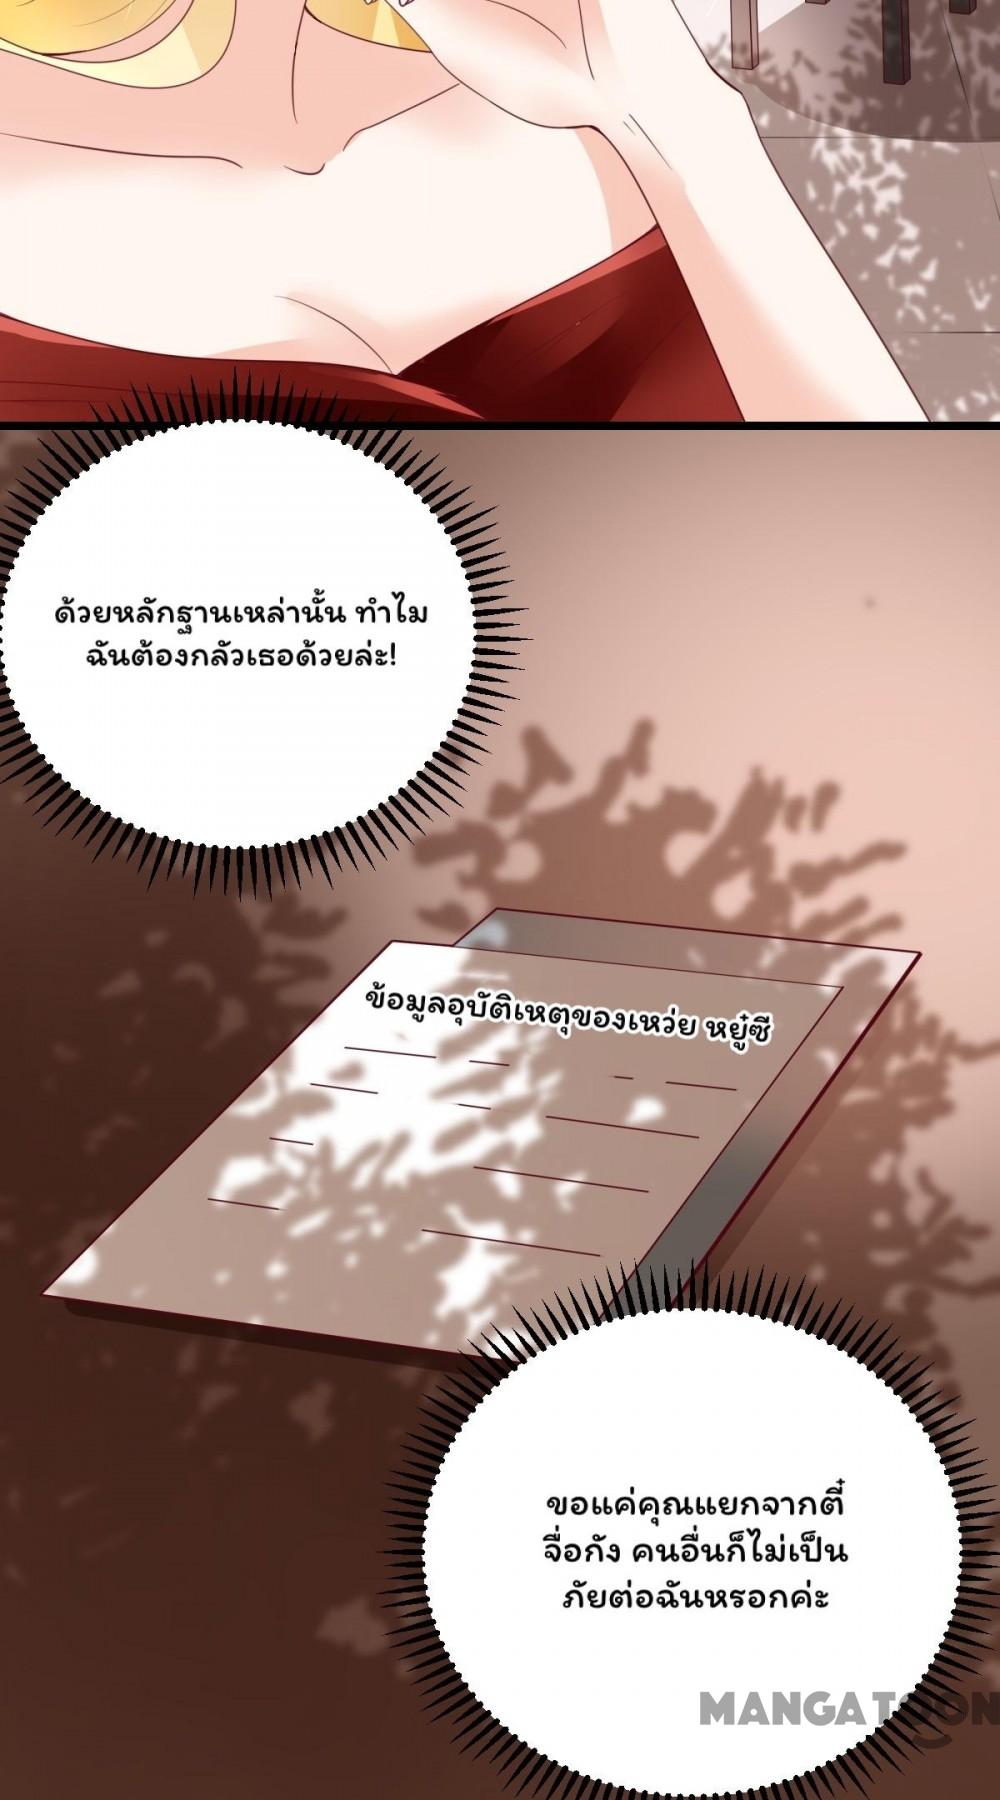 ด้วยหลักฐานเหล่านั้น ทำไม
ฉันต้องกลัวเธอด้วยล่ะ!
ข้อมูลอุบัติเหตุของเหว่ย หยู๋ซี
ขอแค่คุณแยกจากตี๋
จื่อกัง คนอื่นก็ไม่เป็น
ภัยต่อฉันหรอกค่ะ
MANGATOON